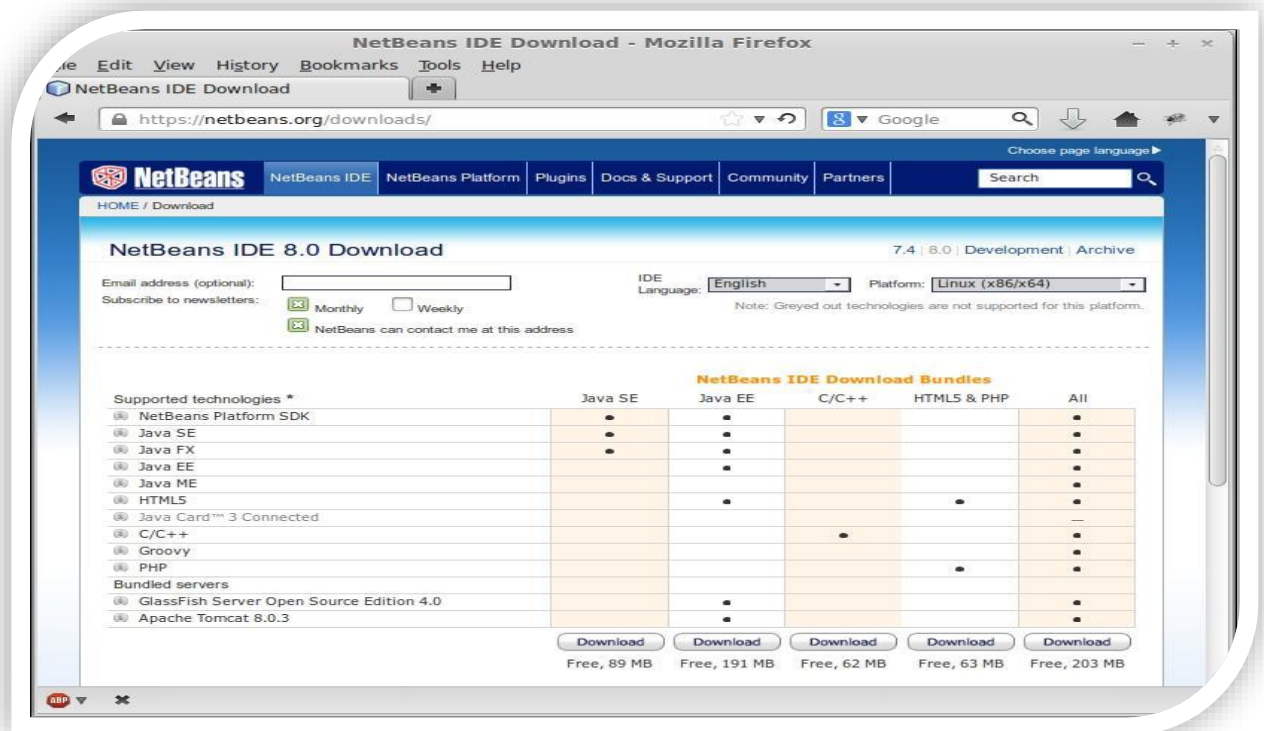 NetBeans IDE Download - Mozilla Firefox
Edit View History Bookmarks Tools Help
NetBeans IDE Download
https://netbeans.org/downloads/
8 Google
Choose page language
NetBeans NetBeans IDE NetBeans Platform Plugins Docs & Support Community Partners Search
HOME / Download
NetBeans IDE 8.0 Download 7.4 | 8.0 | Development | Archive
Email address (optional): IDE Language: English Platform: Linux (x86/x64)
Subscribe to newsletters: Monthly Weekly Note: Greyed out technologies are not supported for this platform.
NetBeans can contact me at this address
NetBeans IDE Download Bundles
Supported technologies * Java SE Java EE C/C++ HTML5 & PHP All
NetBeans Platform SDK • • •
Java SE • • •
Java FX • • •
Java EE • •
Java ME •
HTML5 • • •
Java Card™ 3 Connected —
C/C++ • •
Groovy •
PHP • •
Bundled servers
GlassFish Server Open Source Edition 4.0 • •
Apache Tomcat 8.0.3 • •
Download Download Download Download Download
Free, 89 MB Free, 191 MB Free, 62 MB Free, 63 MB Free, 203 MB
ABP